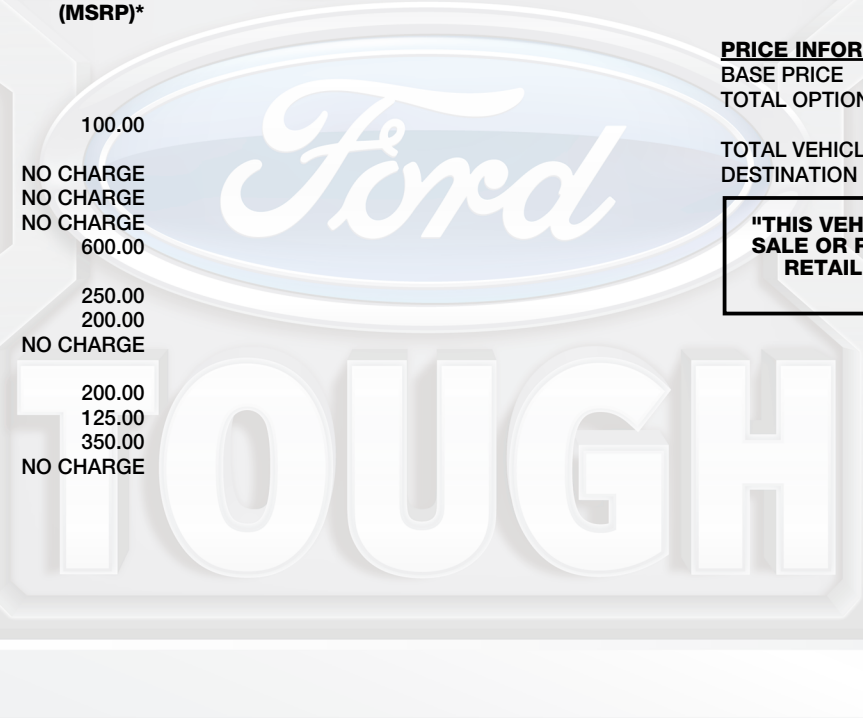 (MSRP)*
100.00
NO CHARGE
NO CHARGE
NO CHARGE
600.00
250.00
200.00
NO CHARGE
200.00
125.00
350.00
NO CHARGE
PRICE INFOR
BASE PRICE
TOTAL OPTION
TOTAL VEHICL
DESTINATION
"THIS VEH
SALE OR F
RETAIL
Ford
TOUGH